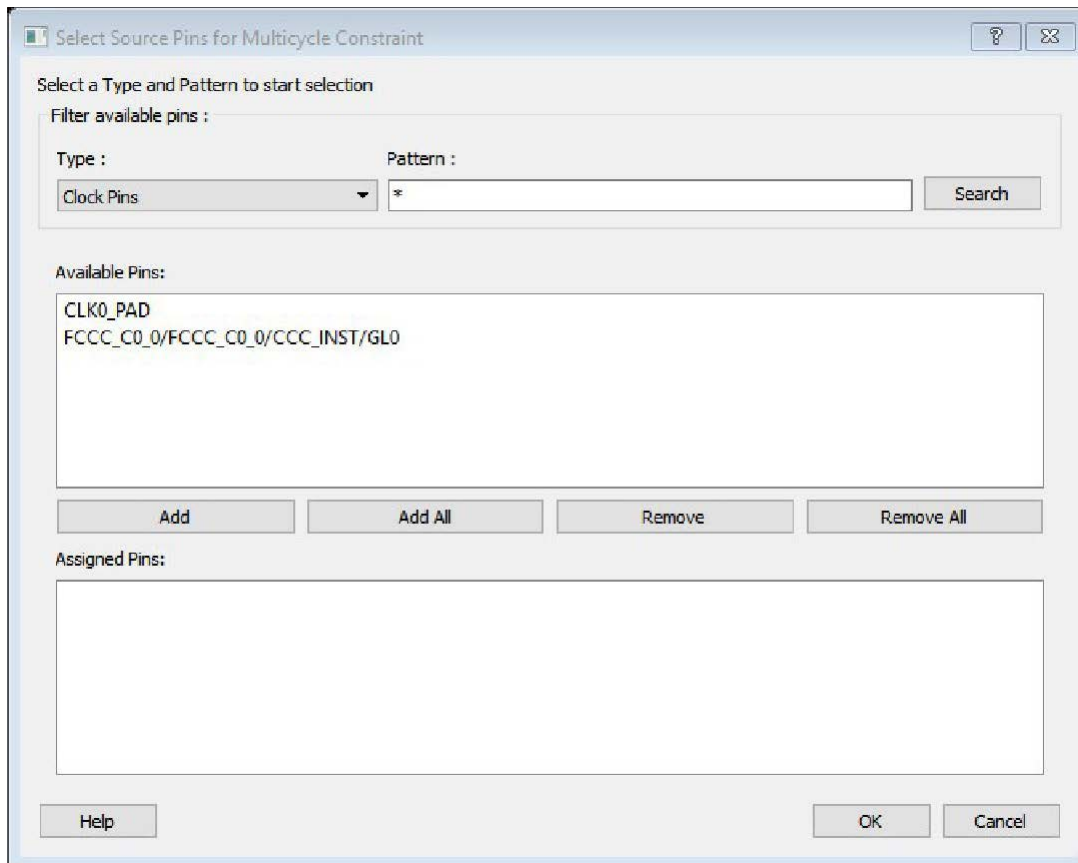 Select Source Pins for Multicycle Constraint
Select a Type and Pattern to start selection
Filter available pins :
Type : Pattern :
Clock Pins * Search
Available Pins:
CLK0_PAD
FCCC_C0_0/FCCC_C0_0/CCC_INST/GL0
Add Add All Remove Remove All
Assigned Pins:
Help OK Cancel